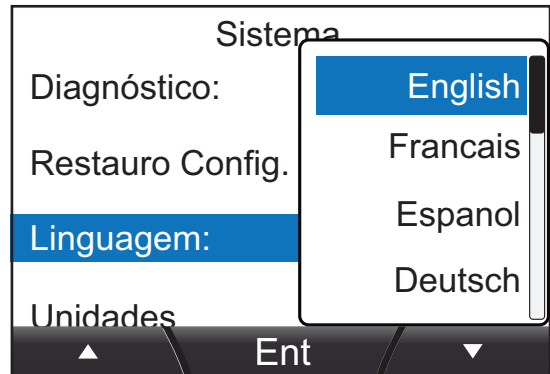 Sistema
Diagnóstico:
Restauro Config.
Linguagem:
Unidades
English
Francais
Espanol
Deutsch
▲ Ent ▼